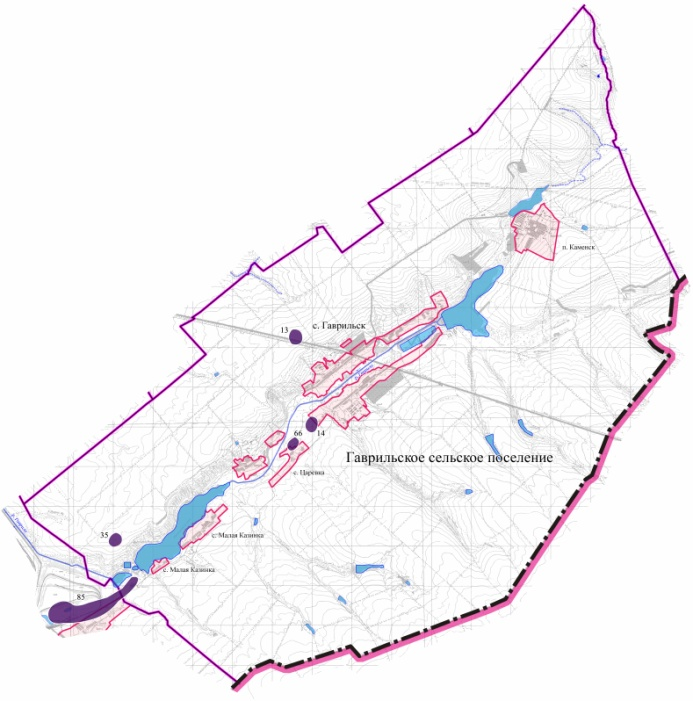 п. Каменск
13
с. Гаврильск
66
14
Гаврильское сельское поселение
с. Царевка
35
с. Малая Казинка
с. Малая Казинка
85